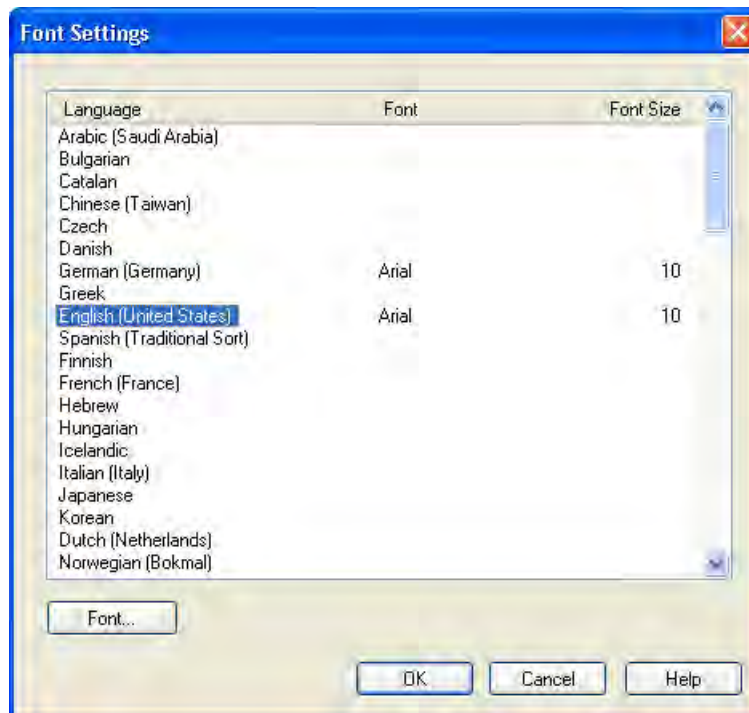 Font Settings
Language Font Font Size
Arabic (Saudi Arabia)
Bulgarian
Catalan
Chinese (Taiwan)
Czech
Danish
German (Germany) Arial 10
Greek
English (United States) Arial 10
Spanish (Traditional Sort)
Finnish
French (France)
Hebrew
Hungarian
Icelandic
Italian (Italy)
Japanese
Korean
Dutch (Netherlands)
Norwegian (Bokmal)
Font...
OK Cancel Help